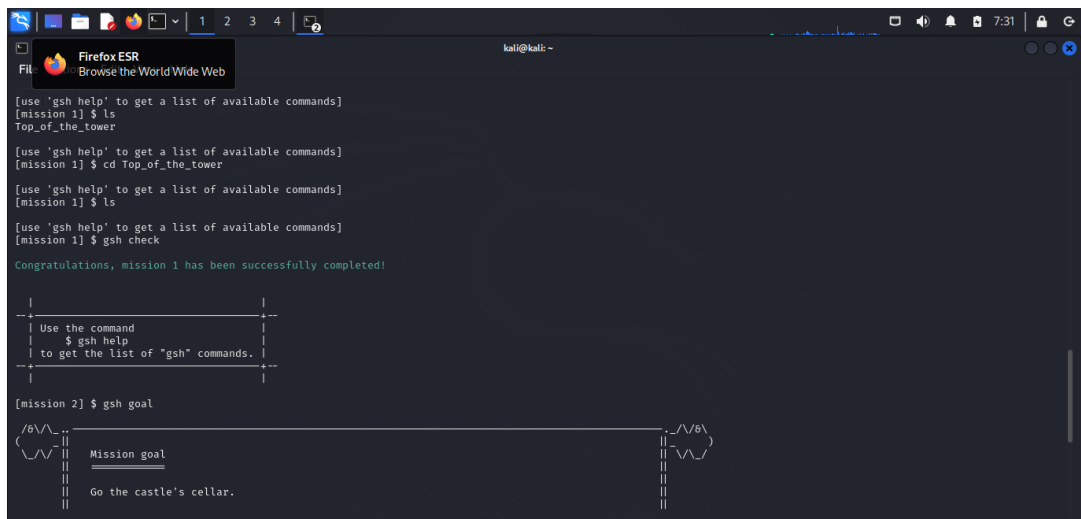 1 2 3 4 2 7:31
kali@kali: ~
Firefox ESR
Browse the World Wide Web
[use 'gsh help' to get a list of available commands]
[mission 1] $ ls
Top_of_the_tower
[use 'gsh help' to get a list of available commands]
[mission 1] $ cd Top_of_the_tower
[use 'gsh help' to get a list of available commands]
[mission 1] $ ls
[use 'gsh help' to get a list of available commands]
[mission 1] $ gsh check
Congratulations, mission 1 has been successfully completed!
Use the command
$ gsh help
to get the list of "gsh" commands.
[mission 2] $ gsh goal
Mission goal
Go the castle's cellar.